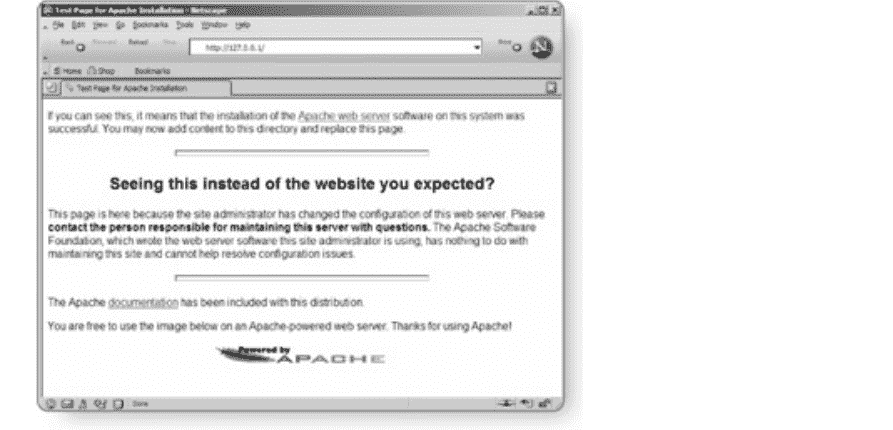 Test Page for Apache Installation - Netscape
File Edit View Go Bookmarks Tools Window Help
Back Forward Reload Stop http://127.0.0.1/ Print N
Home Shop Bookmarks
Test Page for Apache Installation
If you can see this, it means that the installation of the Apache web server software on this system was
successful. You may now add content to this directory and replace this page.
Seeing this instead of the website you expected?
This page is here because the site administrator has changed the configuration of this web server. Please
contact the person responsible for maintaining this server with questions. The Apache Software
Foundation, which wrote the web server software this site administrator is using, has nothing to do with
maintaining this site and cannot help resolve configuration issues.
The Apache documentation has been included with this distribution.
You are free to use the image below on an Apache-powered web server. Thanks for using Apache!
Powered by
APACHE
Done